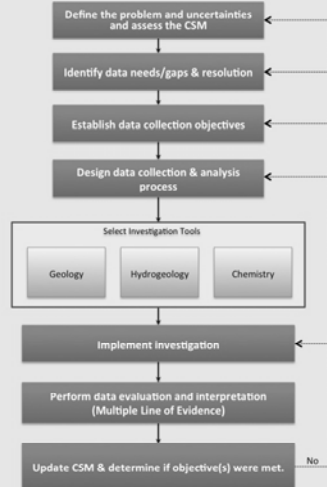 Define the problem and uncertainties
and assess the CSM
Identify data needs/gaps & resolution
Establish data collection objectives
Design data collection & analysis
process
Select Investigation Tools
Geology
Hydrogeology
Chemistry
Implement investigation
Perform data evaluation and interpretation
(Multiple Line of Evidence)
Update CSM & determine if objective(s) were met.
No